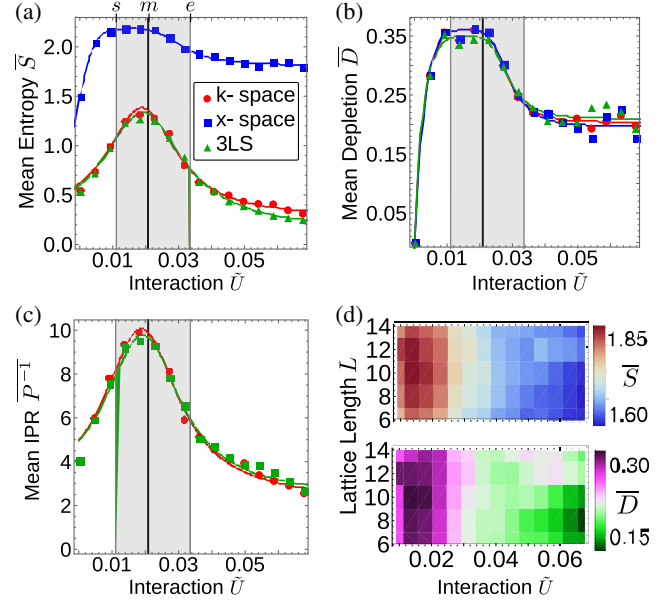 (a)
s m e
2.0
1.5
1.0
0.5
0.0
Mean Entropy S̅
k- space
x- space
3LS
0.01 0.03 0.05
Interaction Ũ
(b)
0.35
0.25
0.15
0.05
Mean Depletion D̅
0.01 0.03 0.05
Interaction Ũ
(c)
10
8
6
4
2
0
Mean IPR P̅⁻¹
0.01 0.03 0.05
Interaction Ũ
(d)
14
12
10
8
6
1.85
S̅
1.60
Lattice Length L
14
12
10
8
6
0.30
D̅
0.15
0.02 0.04 0.06
Interaction Ũ